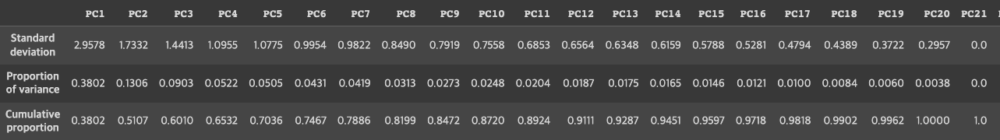 PC1 PC2 PC3 PC4 PC5 PC6 PC7 PC8 PC9 PC10 PC11 PC12 PC13 PC14 PC15 PC16 PC17 PC18 PC19 PC20 PC21
Standard
deviation 2.9578 1.7332 1.4413 1.0955 1.0775 0.9954 0.9822 0.8490 0.7919 0.7558 0.6853 0.6564 0.6348 0.6159 0.5788 0.5281 0.4794 0.4389 0.3722 0.2957 0.0
Proportion
of variance 0.3802 0.1306 0.0903 0.0522 0.0505 0.0431 0.0419 0.0313 0.0273 0.0248 0.0204 0.0187 0.0175 0.0165 0.0146 0.0121 0.0100 0.0084 0.0060 0.0038 0.0
Cumulative
proportion 0.3802 0.5107 0.6010 0.6532 0.7036 0.7467 0.7886 0.8199 0.8472 0.8720 0.8924 0.9111 0.9287 0.9451 0.9597 0.9718 0.9818 0.9902 0.9962 1.0000 1.0